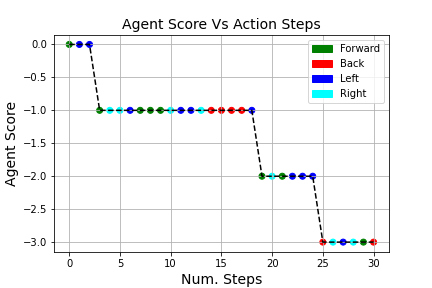 Agent Score Vs Action Steps
0.0
−0.5
−1.0
−1.5
−2.0
−2.5
−3.0
Agent Score
Forward
Back
Left
Right
0 5 10 15 20 25 30
Num. Steps